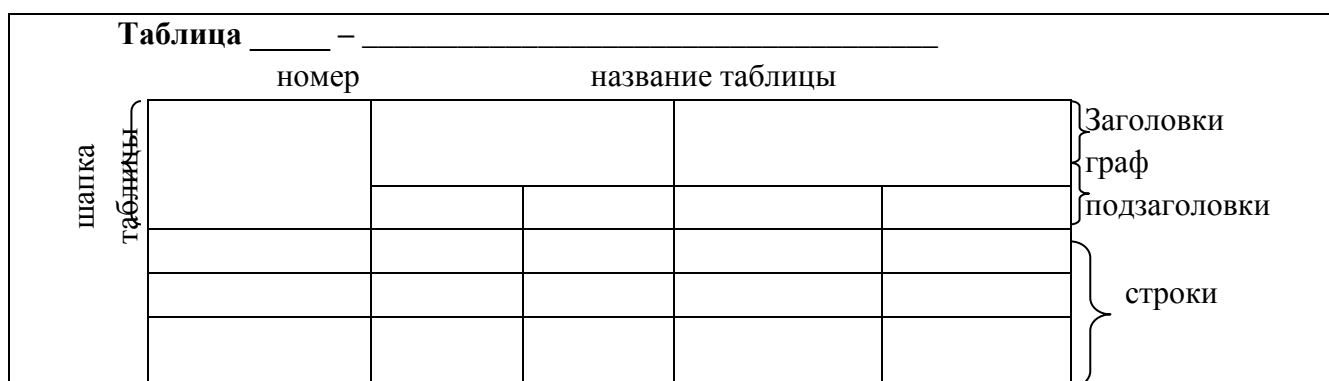 Таблица _____ – ____________________________________
номер название таблицы
шапка
таблицы
Заголовки
граф
подзаголовки
строки